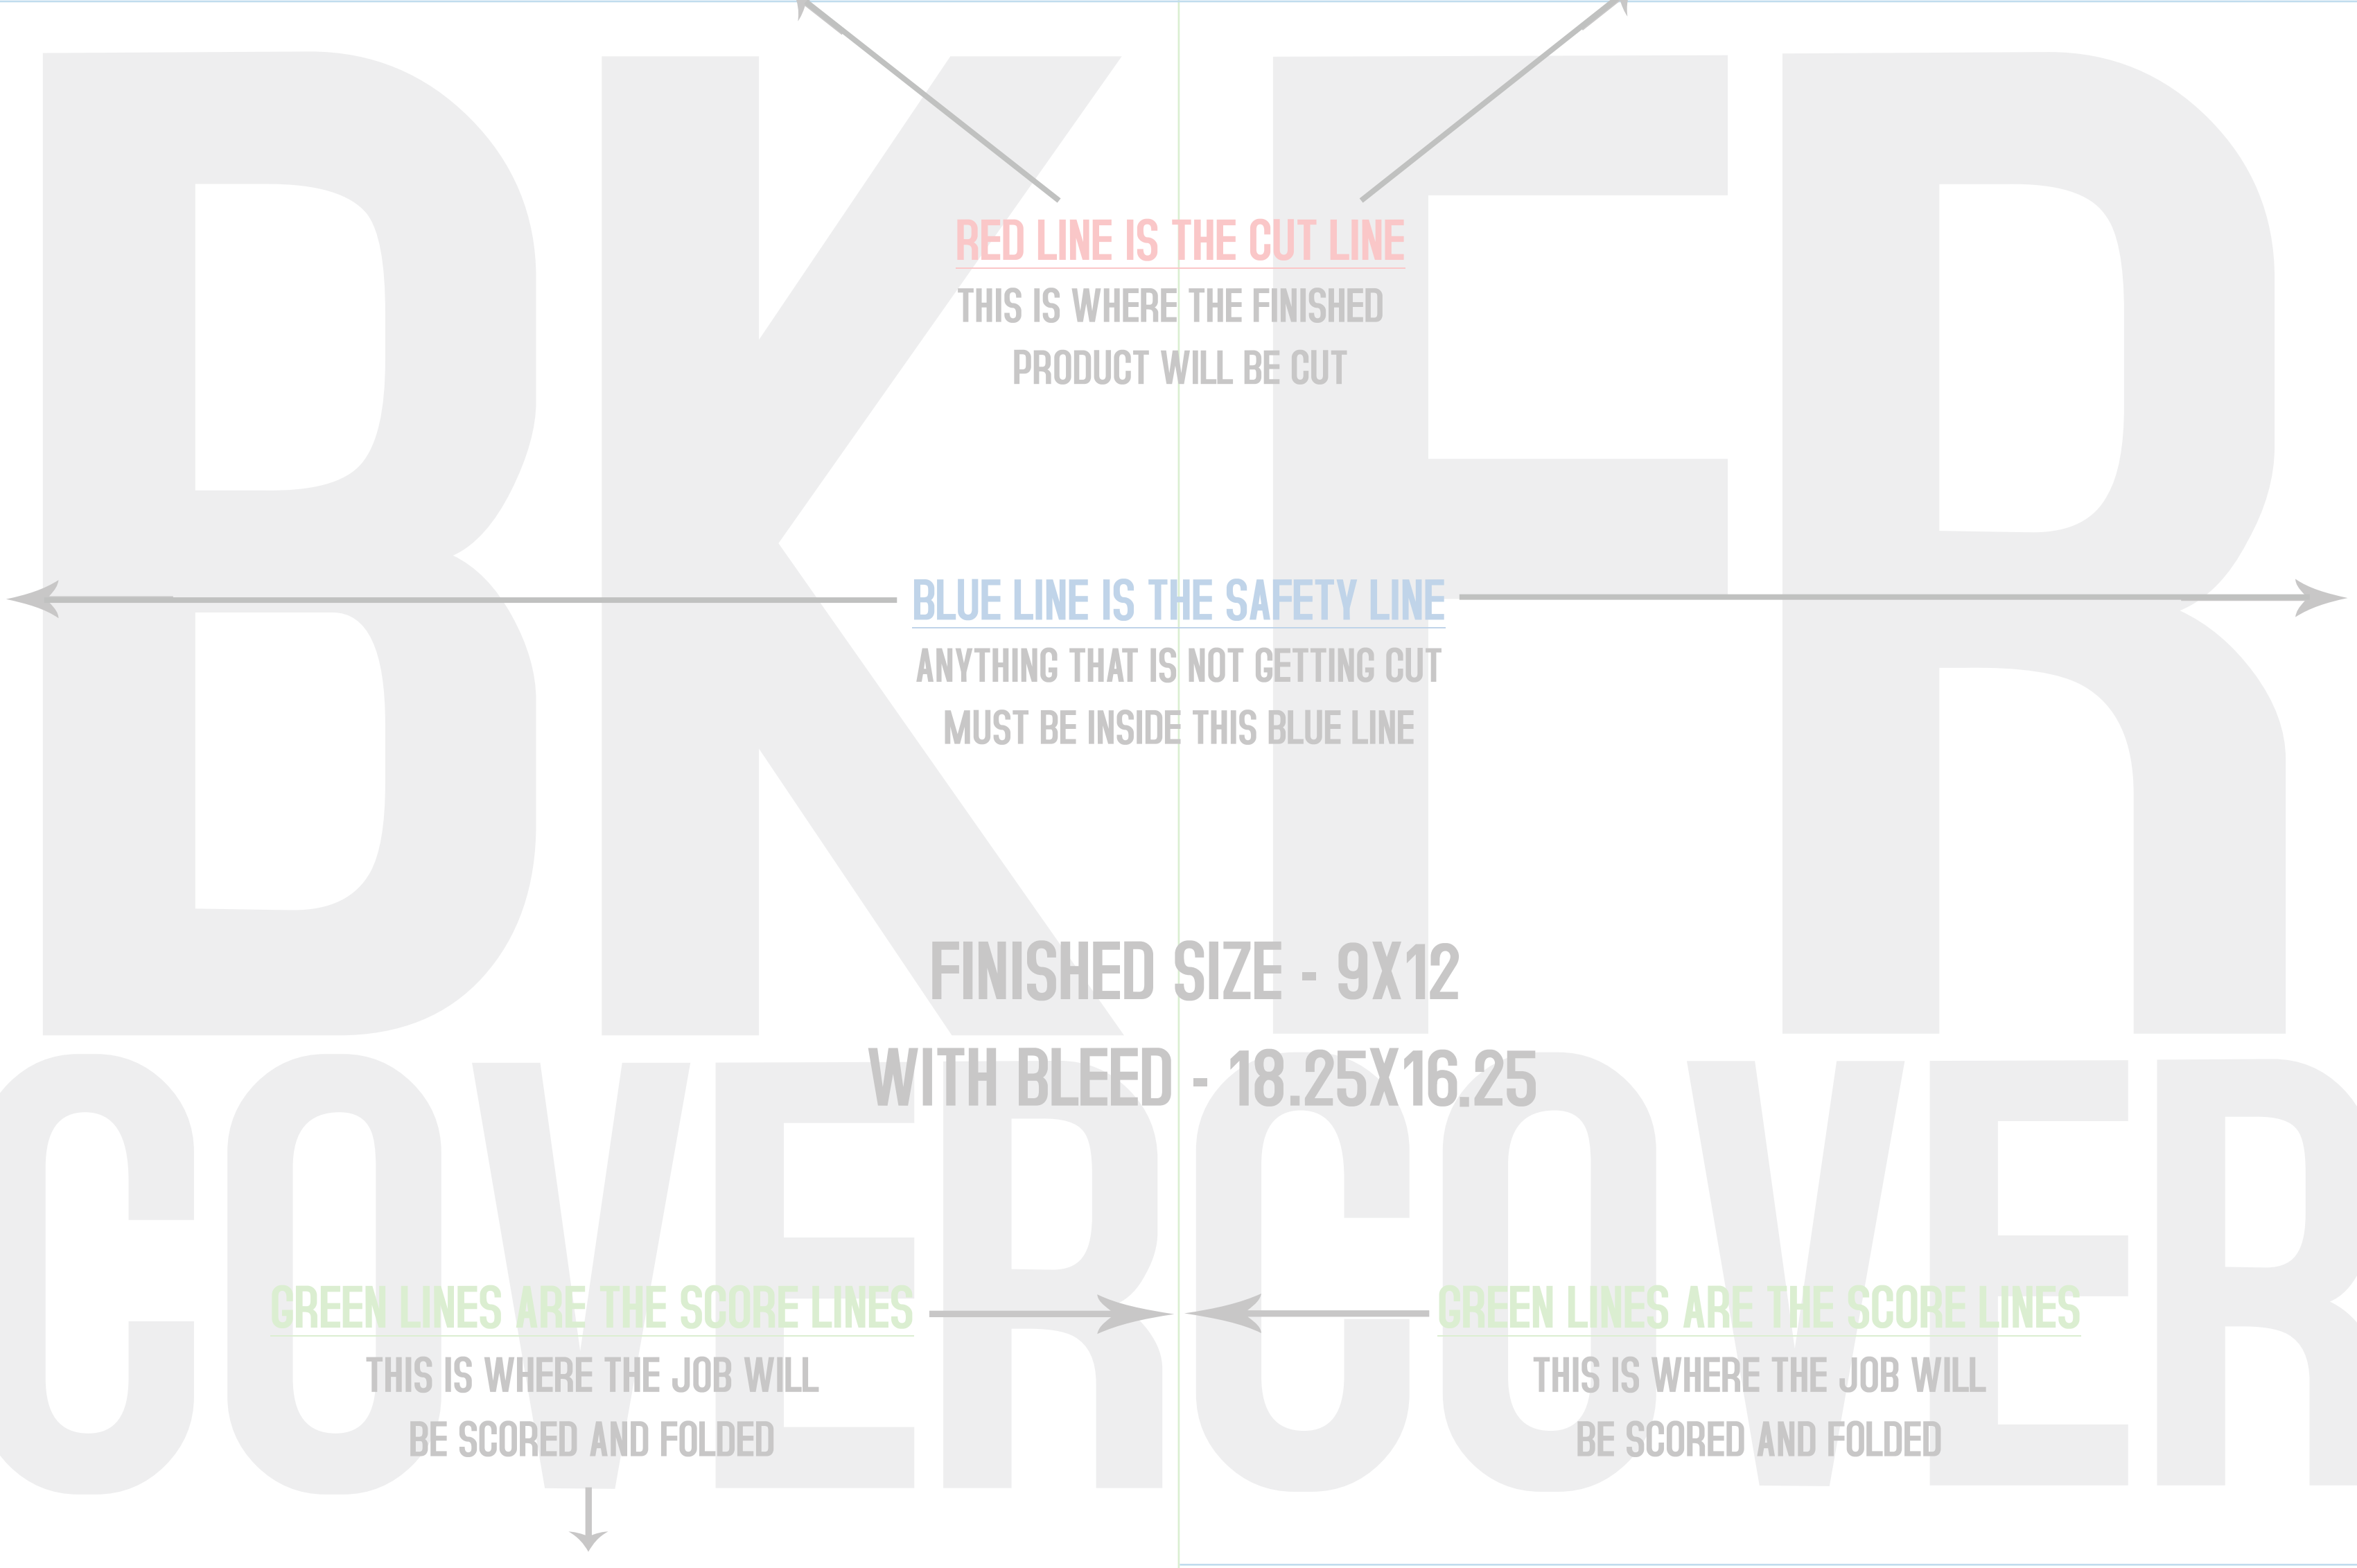 BK FR
RED LINE IS THE CUT LINE
THIS IS WHERE THE FINISHED
PRODUCT WILL BE CUT
BLUE LINE IS THE SAFETY LINE
ANYTHING THAT IS NOT GETTING CUT
MUST BE INSIDE THIS BLUE LINE
FINISHED SIZE - 9X12
WITH BLEED - 18.25X16.25
COVER COVER
GREEN LINES ARE THE SCORE LINES
THIS IS WHERE THE JOB WILL
BE SCORED AND FOLDED
GREEN LINES ARE THE SCORE LINES
THIS IS WHERE THE JOB WILL
BE SCORED AND FOLDED